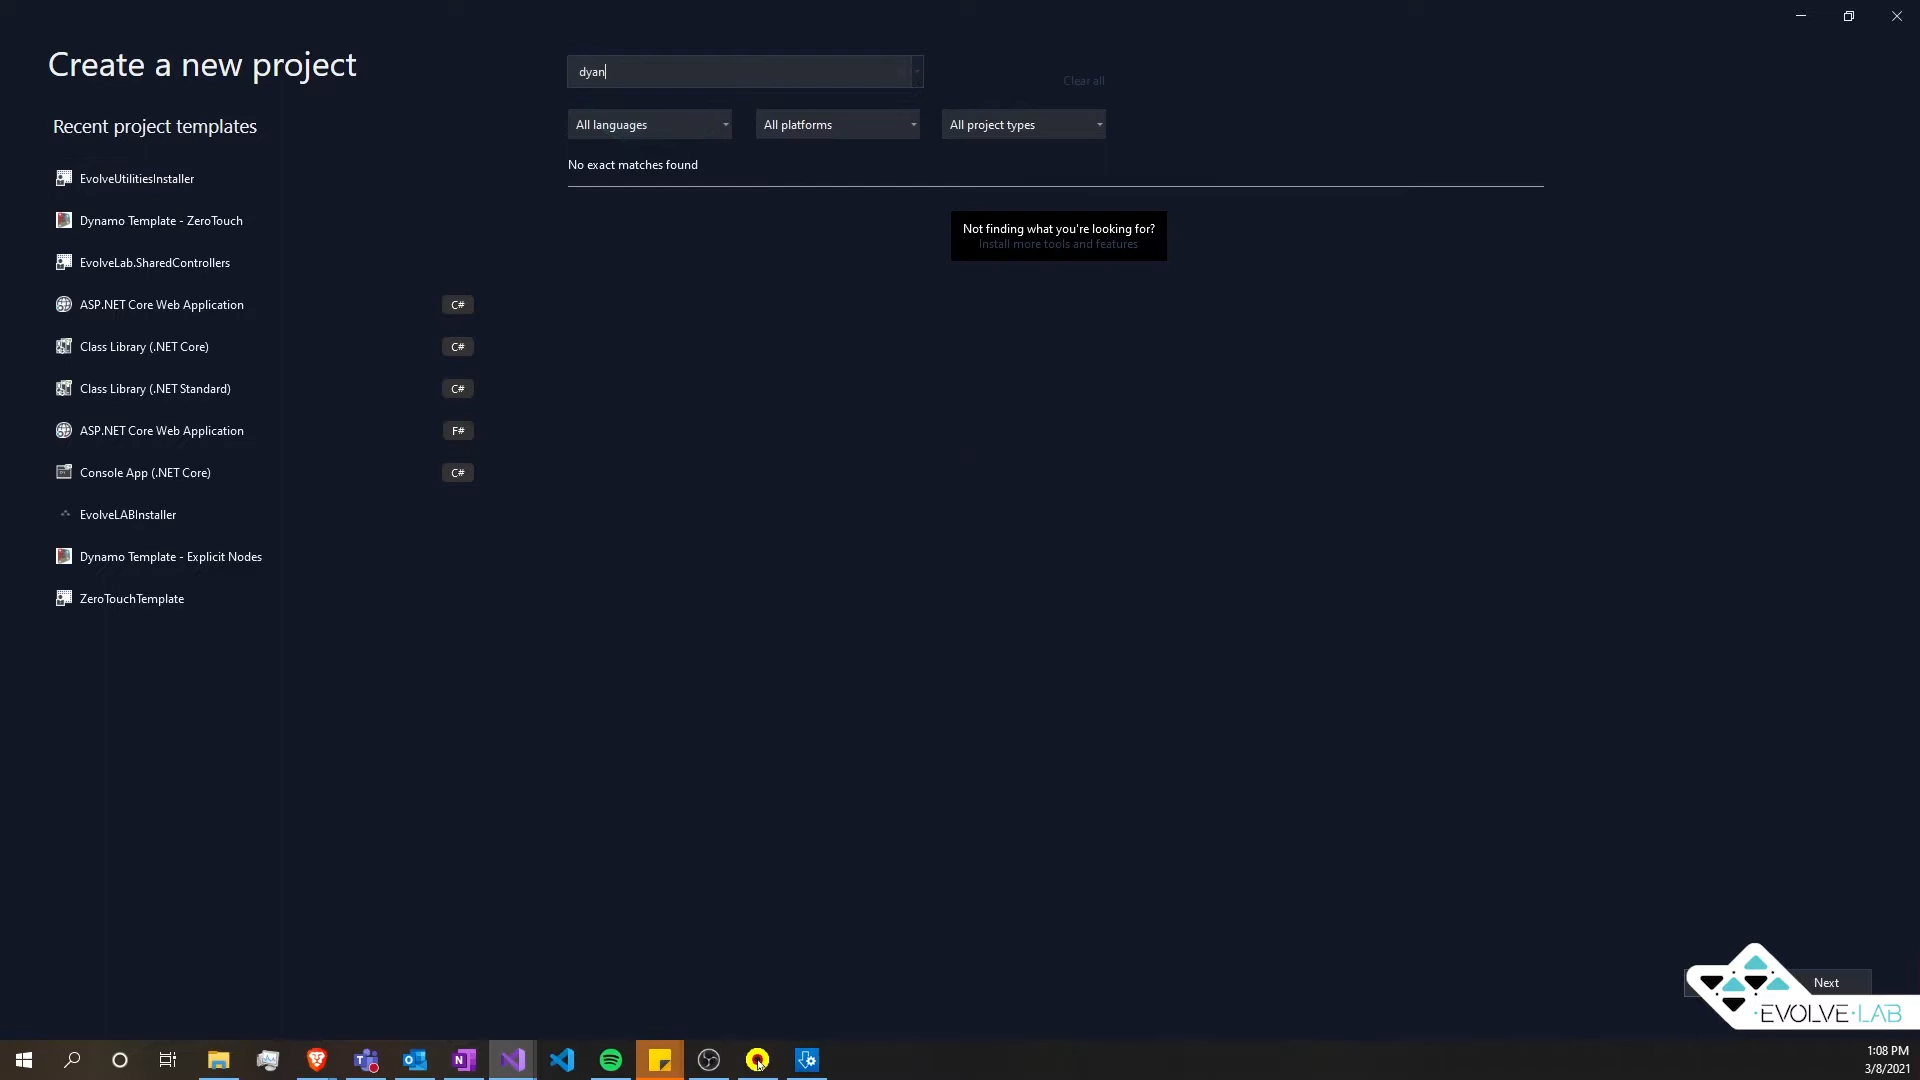 Create a new project
dyan
Clear all
Recent project templates
All languages
All platforms
All project types
No exact matches found
EvolveUtilitiesInstaller
Dynamo Template - ZeroTouch
Not finding what you're looking for?
Install more tools and features
EvolveLab.SharedControllers
ASP.NET Core Web Application
C#
Class Library (.NET Core)
C#
Class Library (.NET Standard)
C#
ASP.NET Core Web Application
F#
Console App (.NET Core)
C#
EvolveLABInstaller
Dynamo Template - Explicit Nodes
ZeroTouchTemplate
Next
EVOLVE LAB
1:08 PM
3/8/2021